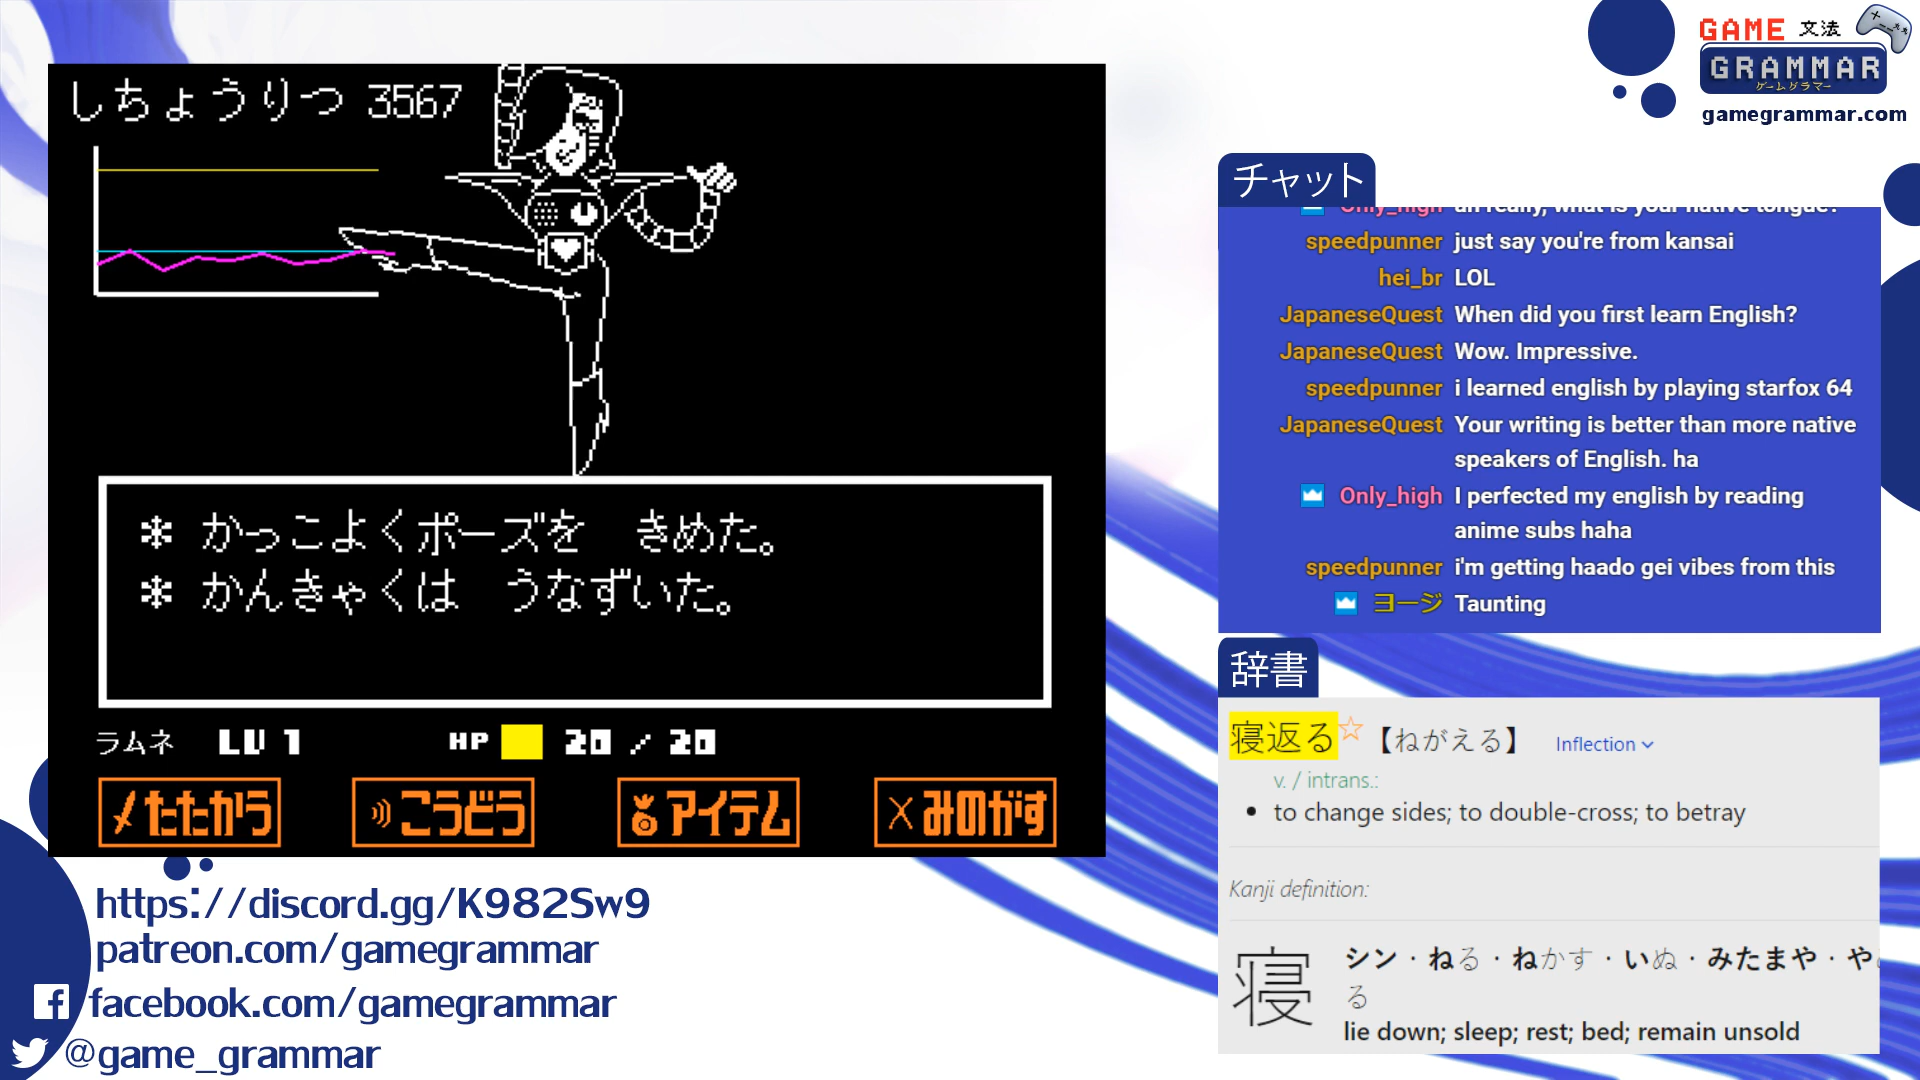 しちょうりつ 3567
＊ かっこよくポーズを きめた。
＊ かんきゃくは うなずいた。
ラムネ LV 1 HP 20 / 20
たたかう こうどう アイテム みのがす
https://discord.gg/K982Sw9
patreon.com/gamegrammar
facebook.com/gamegrammar
@game_grammar
GAME 文法
GRAMMAR
ゲームグラマー
gamegrammar.com
チャット
Only_high ah really, what is your native tongue?
speedpunner just say you're from kansai
hei_br LOL
JapaneseQuest When did you first learn English?
JapaneseQuest Wow. Impressive.
speedpunner i learned english by playing starfox 64
JapaneseQuest Your writing is better than more native
speakers of English. ha
Only_high I perfected my english by reading
anime subs haha
speedpunner i'm getting haado gei vibes from this
ヨージ Taunting
辞書
寝返る☆【ねがえる】 Inflection
v. / intrans.:
• to change sides; to double-cross; to betray
Kanji definition:
寝 シン · ねる · ねかす · いぬ · みたまや · や
る
lie down; sleep; rest; bed; remain unsold